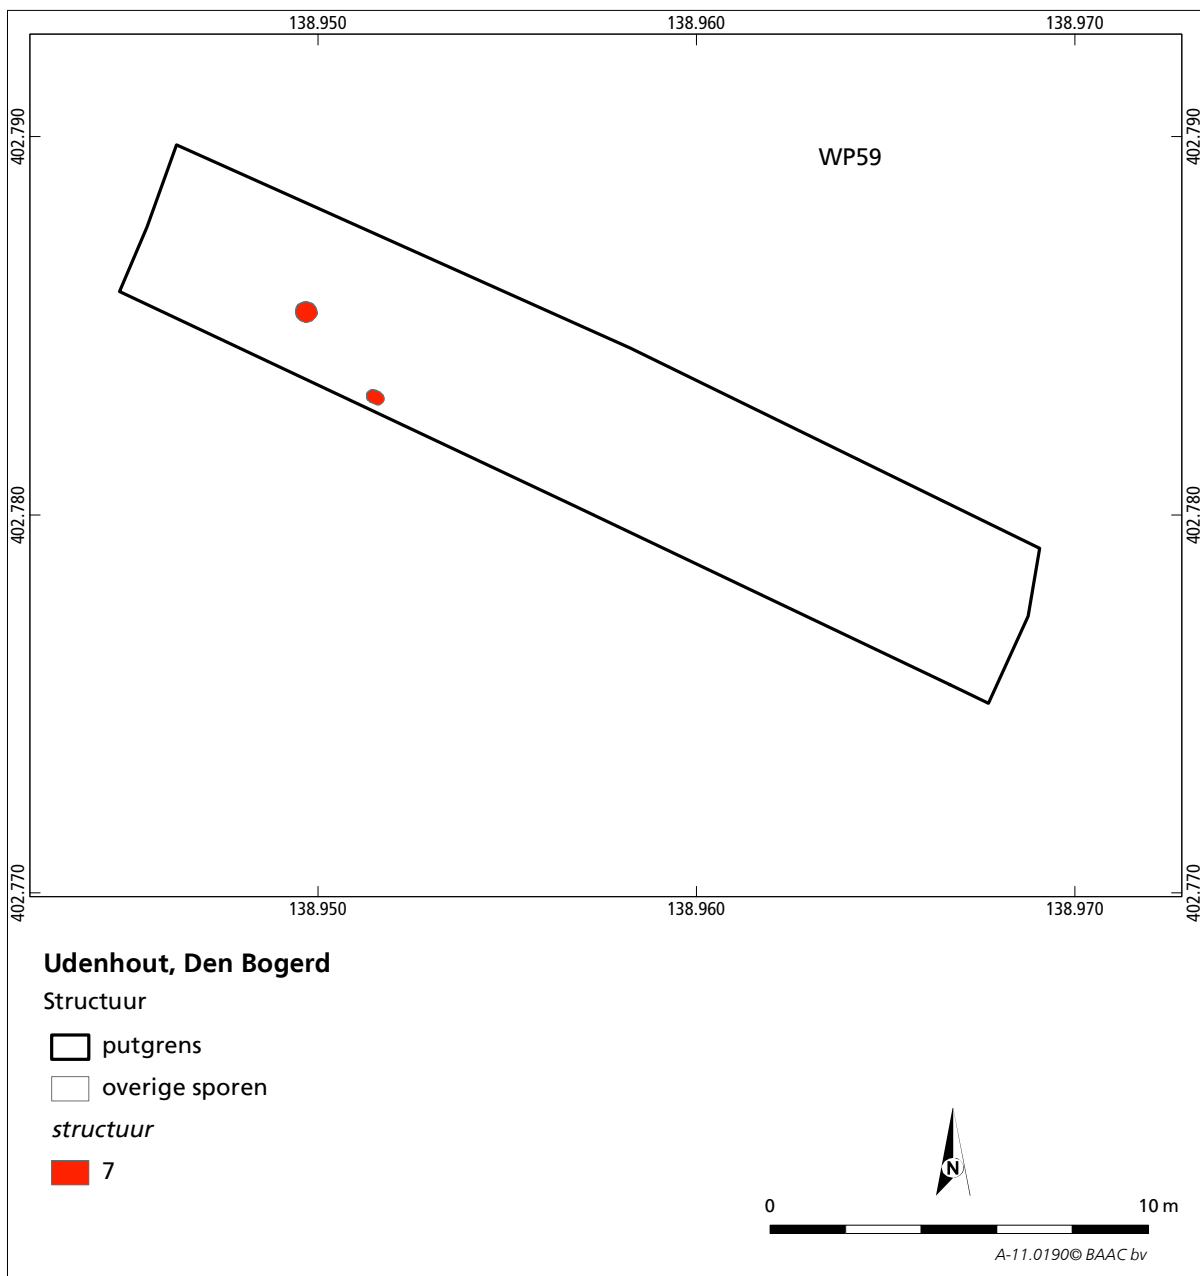 138.950 138.960 138.970
402.790 402.790
WP59
402.780 402.780
402.770 402.770
138.950 138.960 138.970
Udenhout, Den Bogerd
Structuur
putgrens
overige sporen
structuur
7
N
0 10 m
A-11.0190© BAAC bv